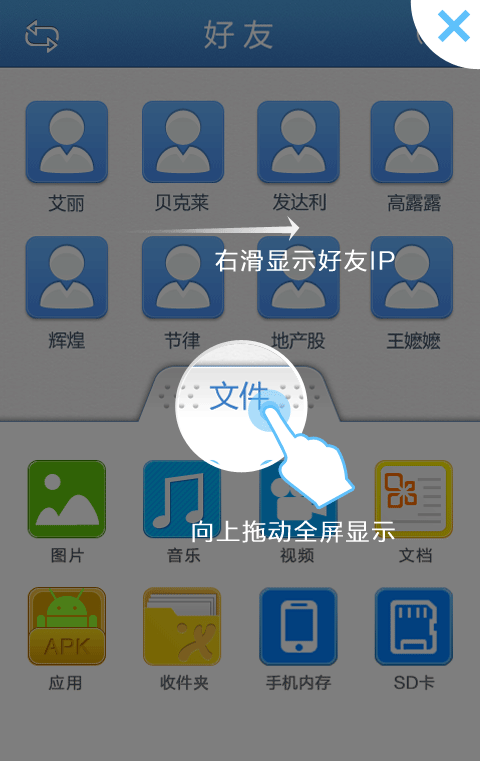 好友
艾丽 贝克莱 发达利 高露露
右滑显示好友IP
辉煌 节律 地产股 王嬷嬷
文件
向上拖动全屏显示
图片 音乐 视频 文档
APK
应用 收件夹 手机内存 SD卡